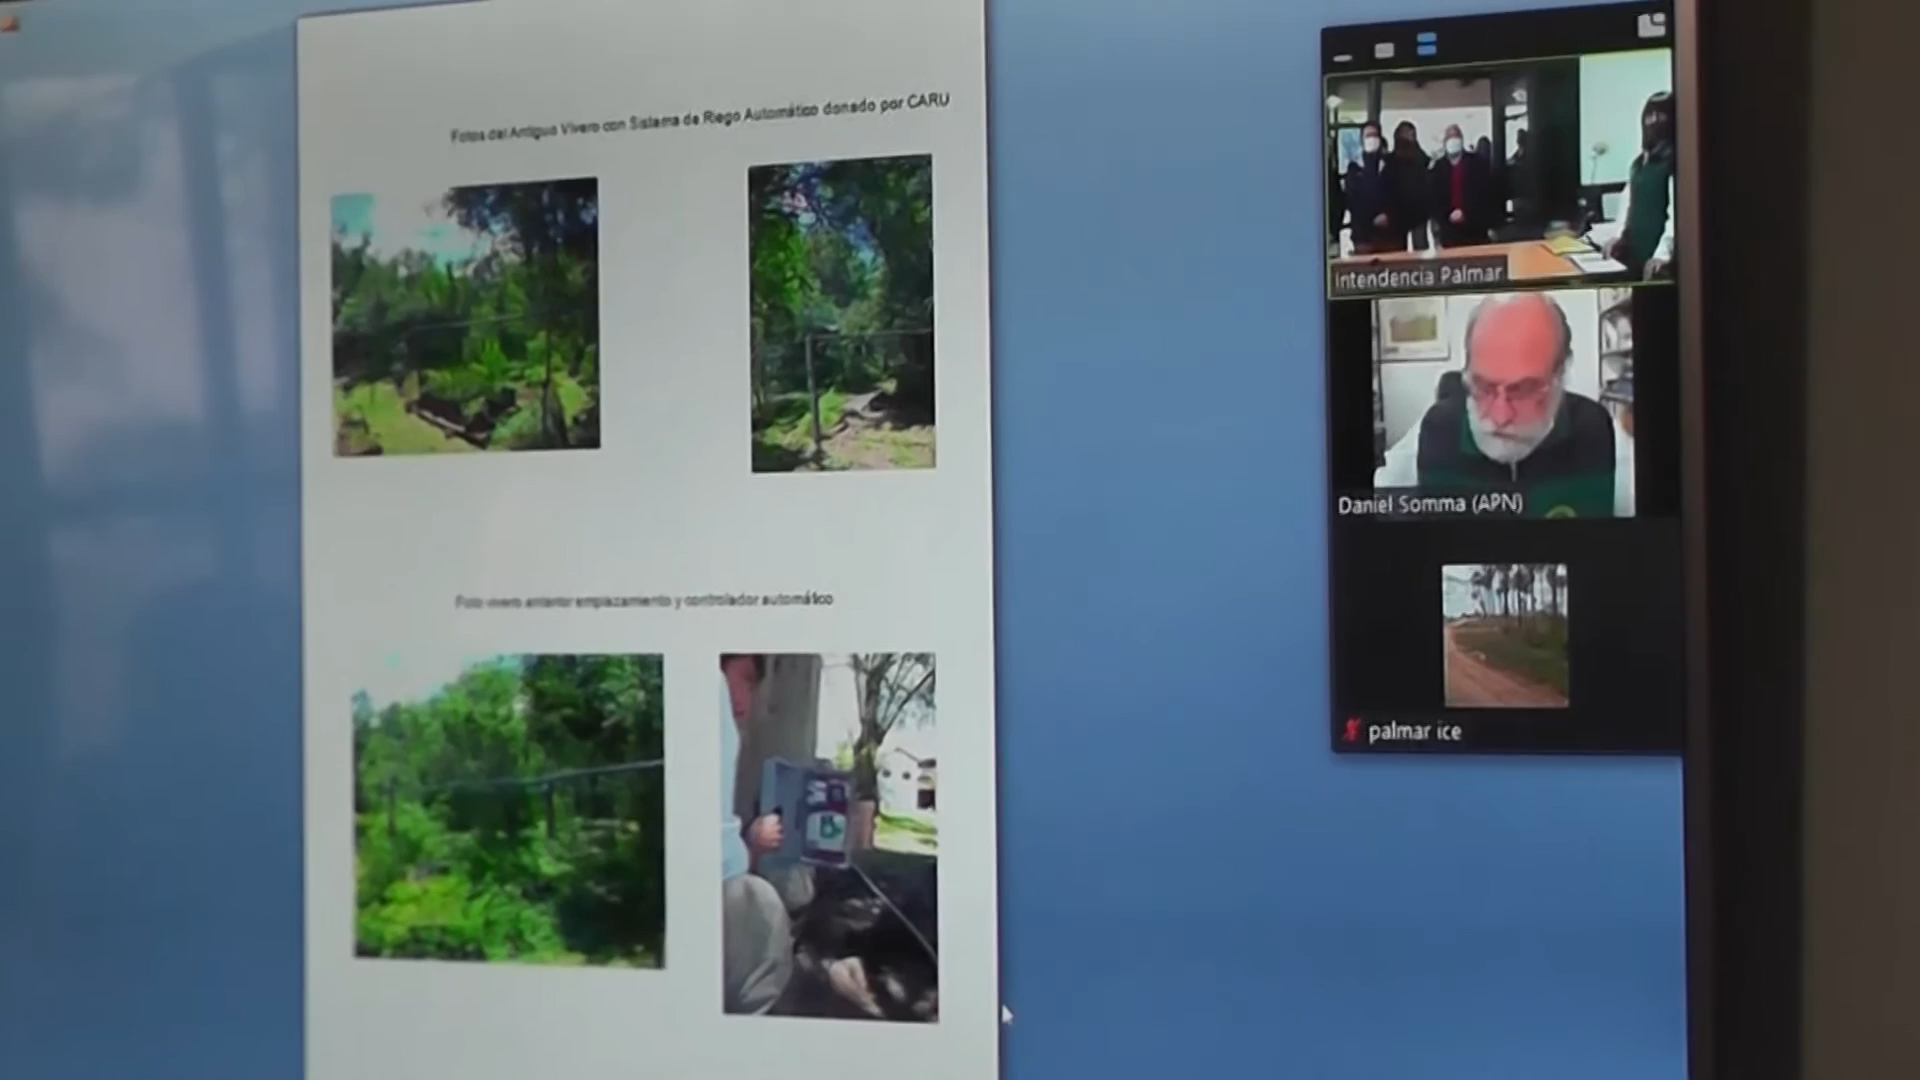 Fotos del Antiguo Vivero con Sistema de Riego Automático donado por CARU
Foto vivero anterior emplazamiento y controlador automático
Intendencia Palmar
Daniel Somma (APN)
palmar ice